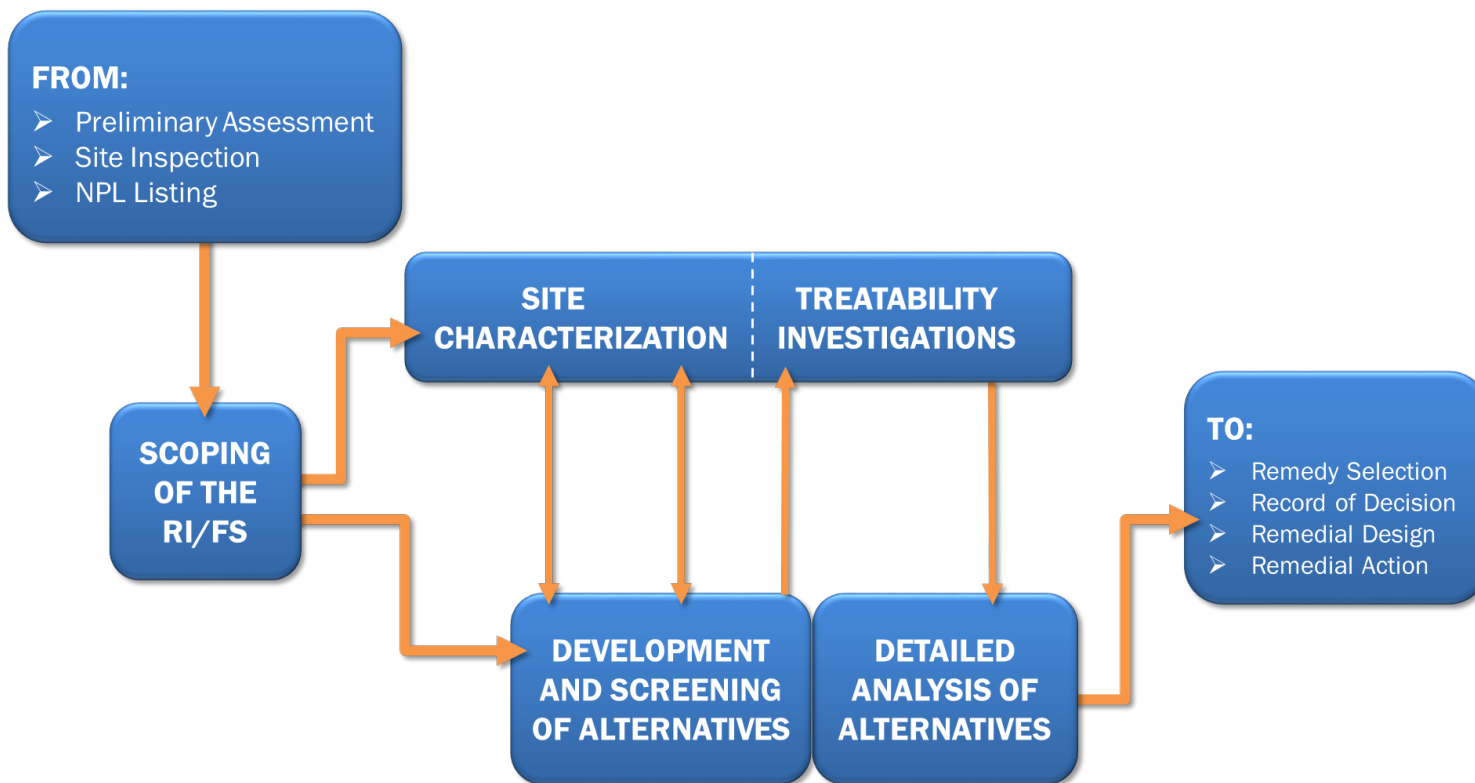 FROM:
➢ Preliminary Assessment
➢ Site Inspection
➢ NPL Listing
SITE
CHARACTERIZATION
TREATABILITY
INVESTIGATIONS
SCOPING
OF THE
RI/FS
TO:
➢ Remedy Selection
➢ Record of Decision
➢ Remedial Design
➢ Remedial Action
DEVELOPMENT
AND SCREENING
OF ALTERNATIVES
DETAILED
ANALYSIS OF
ALTERNATIVES